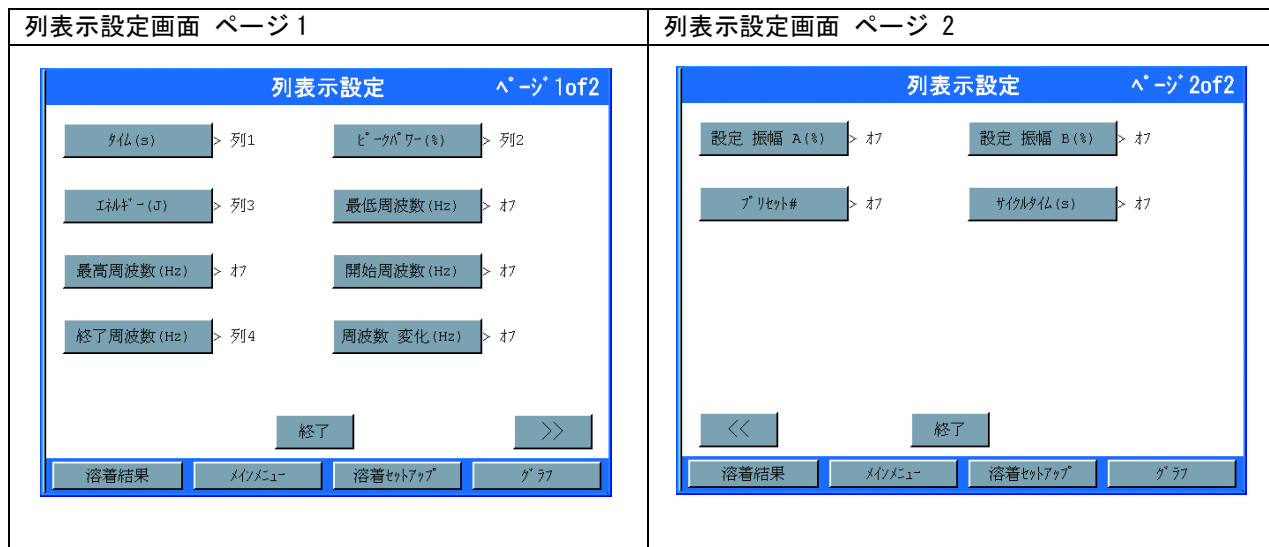 列表示設定画面 ページ1
列表示設定 ﾍﾟｰｼﾞ1of2
ﾀｲﾑ(s) > 列1 ﾋﾟｰｸﾊﾟﾜｰ(%) > 列2
ｴﾈﾙｷﾞｰ(J) > 列3 最低周波数(Hz) > ｵﾌ
最高周波数(Hz) > ｵﾌ 開始周波数(Hz) > ｵﾌ
終了周波数(Hz) > 列4 周波数 変化(Hz) > ｵﾌ
終了 >>
溶着結果 ﾒｲﾝﾒﾆｭｰ 溶着ｾｯﾄｱｯﾌﾟ ｸﾞﾗﾌ
列表示設定画面 ページ 2
列表示設定 ﾍﾟｰｼﾞ2of2
設定 振幅 A(%) > ｵﾌ 設定 振幅 B(%) > ｵﾌ
ﾌﾟﾘｾｯﾄ# > ｵﾌ ｻｲｸﾙﾀｲﾑ(s) > ｵﾌ
<< 終了
溶着結果 ﾒｲﾝﾒﾆｭｰ 溶着ｾｯﾄｱｯﾌﾟ ｸﾞﾗﾌ